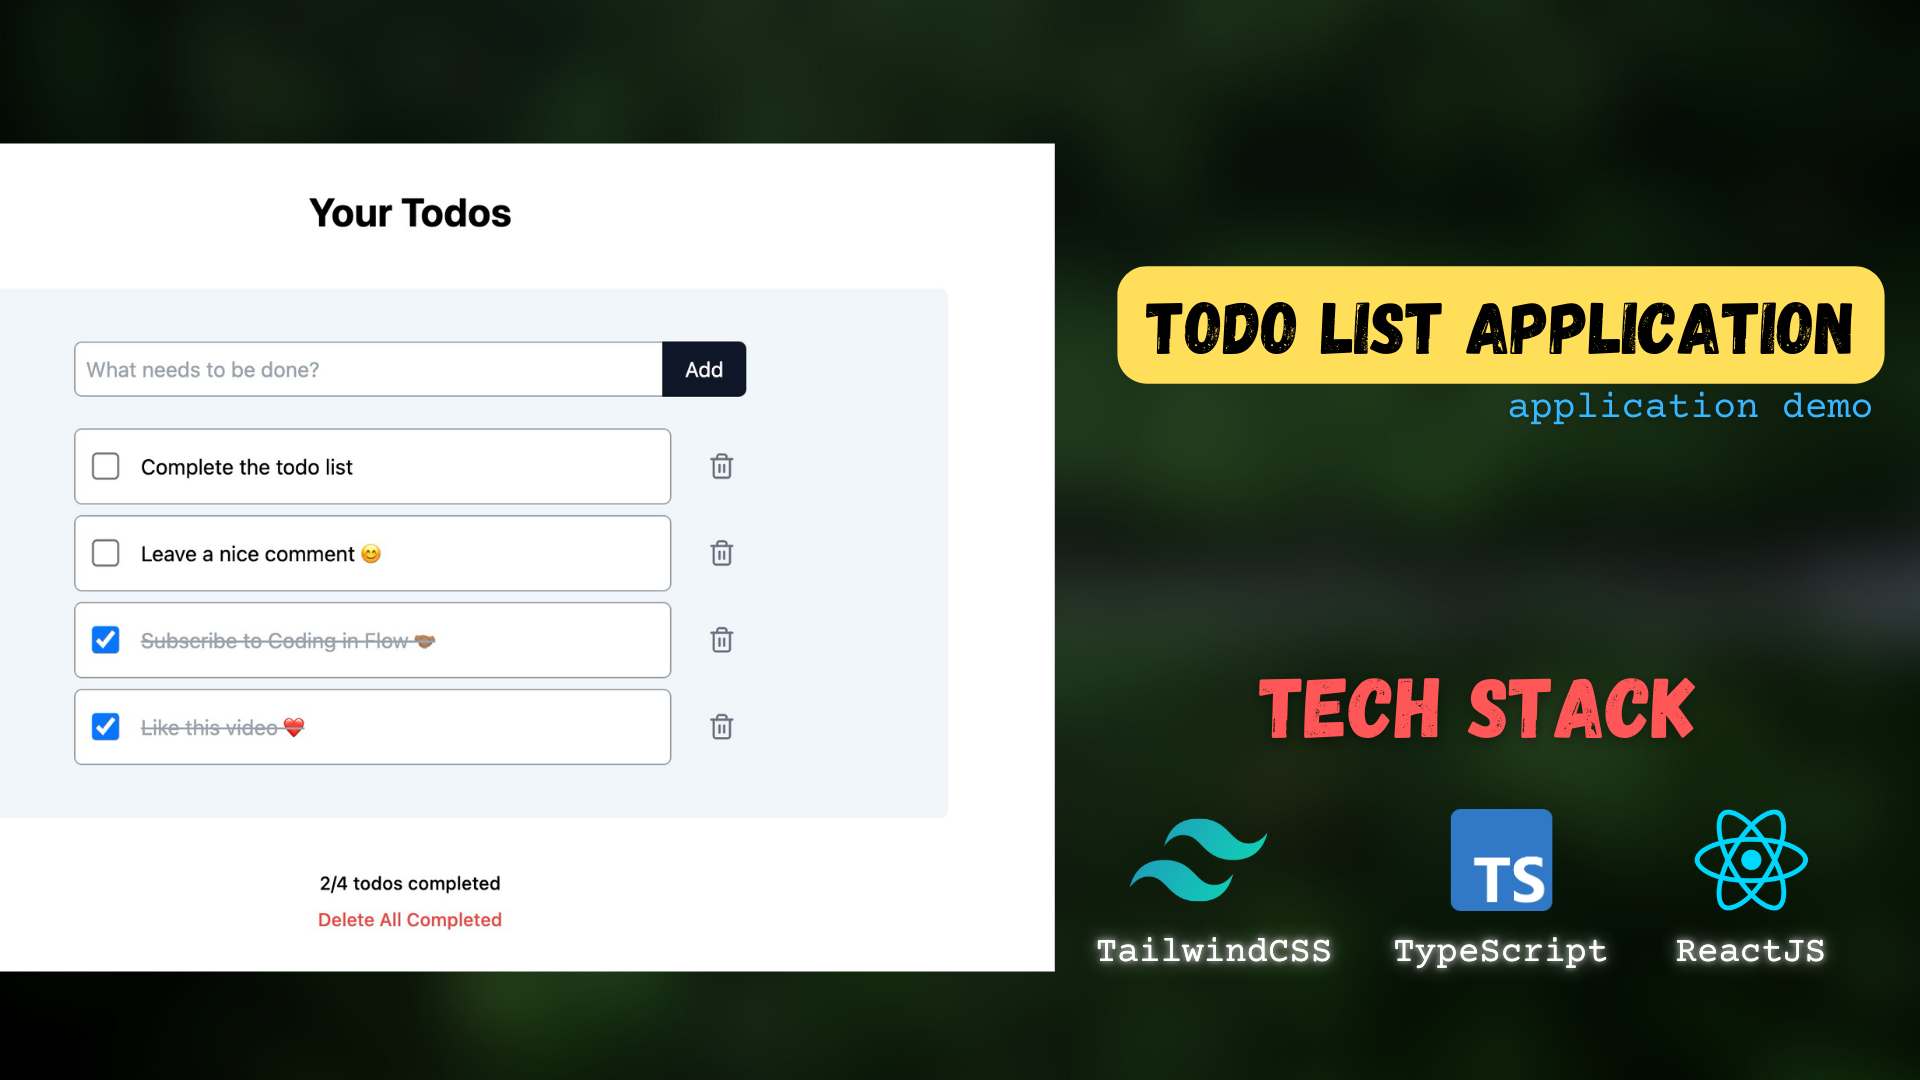 Your Todos
What needs to be done?
Add
Complete the todo list
Leave a nice comment 😊
Subscribe to Coding in Flow 🤝🏽
Like this video ❤️
2/4 todos completed
Delete All Completed
TODO LIST APPLICATION
application demo
TECH STACK
TS
TailwindCSS
TypeScript
ReactJS